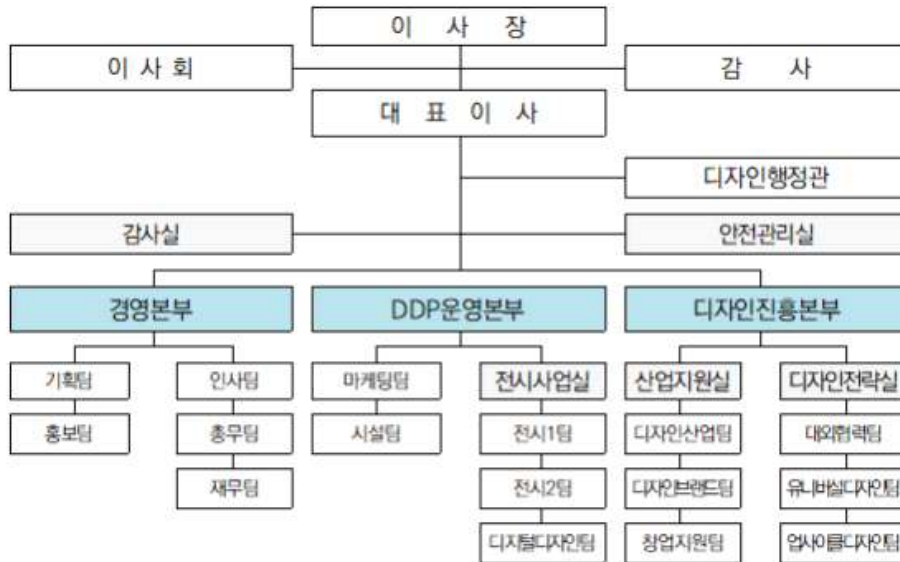 이 사 장
이 사 회
감 사
대 표 이 사
디자인행정관
감사실
안전관리실
경영본부
DDP운영본부
디자인진흥본부
기획팀
인사팀
마케팅팀
전시사업실
산업지원실
디자인전략실
홍보팀
총무팀
시설팀
전시1팀
디자인산업팀
대외협력팀
재무팀
전시2팀
디자인브랜드팀
유니버설디자인팀
디지털디자인팀
창업지원팀
업사이클디자인팀